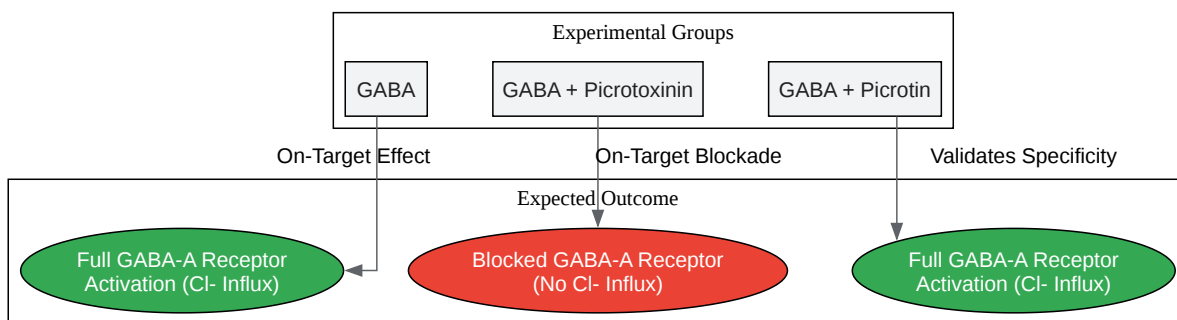 Experimental Groups
GABA
GABA + Picrotoxinin
GABA + Picrotin
On-Target Effect
On-Target Blockade
Validates Specificity
Expected Outcome
Full GABA-A Receptor
Activation (Cl- Influx)
Blocked GABA-A Receptor
(No Cl- Influx)
Full GABA-A Receptor
Activation (Cl- Influx)